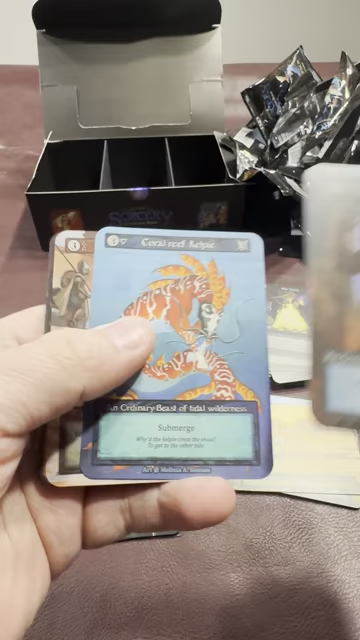 SORCERY
3
3
Coral reef Kelpie
An Ordinary Beast of tidal wilderness
Submerge
Why'd the kelpie cross the shoal?
To get to the other tide.
Art @ Melissa A. Benson